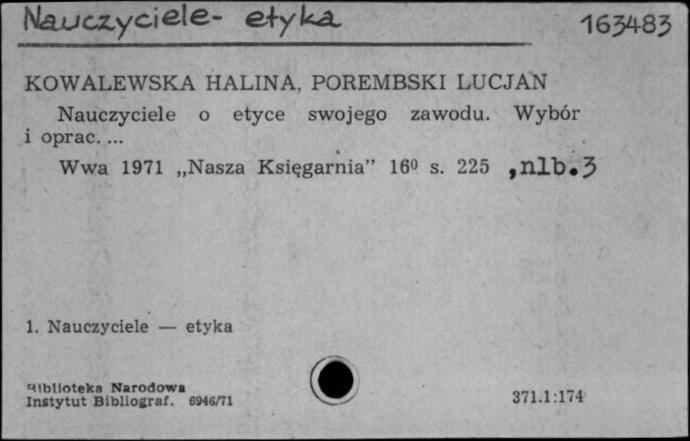 Nauczyciele- etyka 163483
KOWALEWSKA HALINA, POREMBSKI LUCJAN
Nauczyciele o etyce swojego zawodu. Wybór
i oprac. ...
Wwa 1971 „Nasza Księgarnia” 16⁰ s. 225 ,nlb.3
1. Nauczyciele — etyka
Biblioteka Narodowa
Instytut Bibliograf. 6946/71 371.1:174